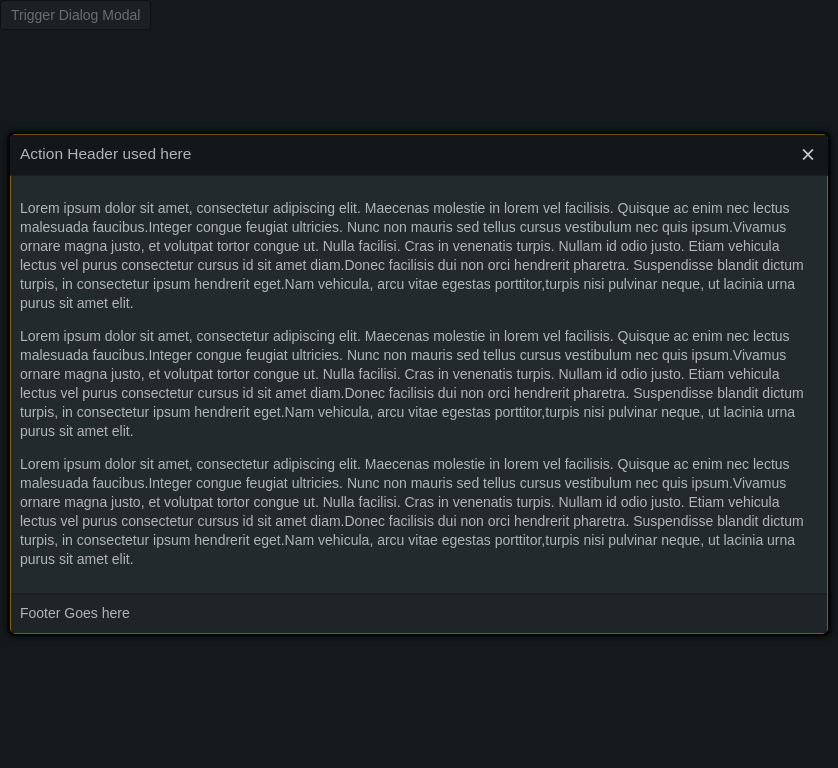 Trigger Dialog Modal
Action Header used here
Lorem ipsum dolor sit amet, consectetur adipiscing elit. Maecenas molestie in lorem vel facilisis. Quisque ac enim nec lectus
malesuada faucibus.Integer congue feugiat ultricies. Nunc non mauris sed tellus cursus vestibulum nec quis ipsum.Vivamus
ornare magna justo, et volutpat tortor congue ut. Nulla facilisi. Cras in venenatis turpis. Nullam id odio justo. Etiam vehicula
lectus vel purus consectetur cursus id sit amet diam.Donec facilisis dui non orci hendrerit pharetra. Suspendisse blandit dictum
turpis, in consectetur ipsum hendrerit eget.Nam vehicula, arcu vitae egestas porttitor,turpis nisi pulvinar neque, ut lacinia urna
purus sit amet elit.
Lorem ipsum dolor sit amet, consectetur adipiscing elit. Maecenas molestie in lorem vel facilisis. Quisque ac enim nec lectus
malesuada faucibus.Integer congue feugiat ultricies. Nunc non mauris sed tellus cursus vestibulum nec quis ipsum.Vivamus
ornare magna justo, et volutpat tortor congue ut. Nulla facilisi. Cras in venenatis turpis. Nullam id odio justo. Etiam vehicula
lectus vel purus consectetur cursus id sit amet diam.Donec facilisis dui non orci hendrerit pharetra. Suspendisse blandit dictum
turpis, in consectetur ipsum hendrerit eget.Nam vehicula, arcu vitae egestas porttitor,turpis nisi pulvinar neque, ut lacinia urna
purus sit amet elit.
Lorem ipsum dolor sit amet, consectetur adipiscing elit. Maecenas molestie in lorem vel facilisis. Quisque ac enim nec lectus
malesuada faucibus.Integer congue feugiat ultricies. Nunc non mauris sed tellus cursus vestibulum nec quis ipsum.Vivamus
ornare magna justo, et volutpat tortor congue ut. Nulla facilisi. Cras in venenatis turpis. Nullam id odio justo. Etiam vehicula
lectus vel purus consectetur cursus id sit amet diam.Donec facilisis dui non orci hendrerit pharetra. Suspendisse blandit dictum
turpis, in consectetur ipsum hendrerit eget.Nam vehicula, arcu vitae egestas porttitor,turpis nisi pulvinar neque, ut lacinia urna
purus sit amet elit.
Footer Goes here